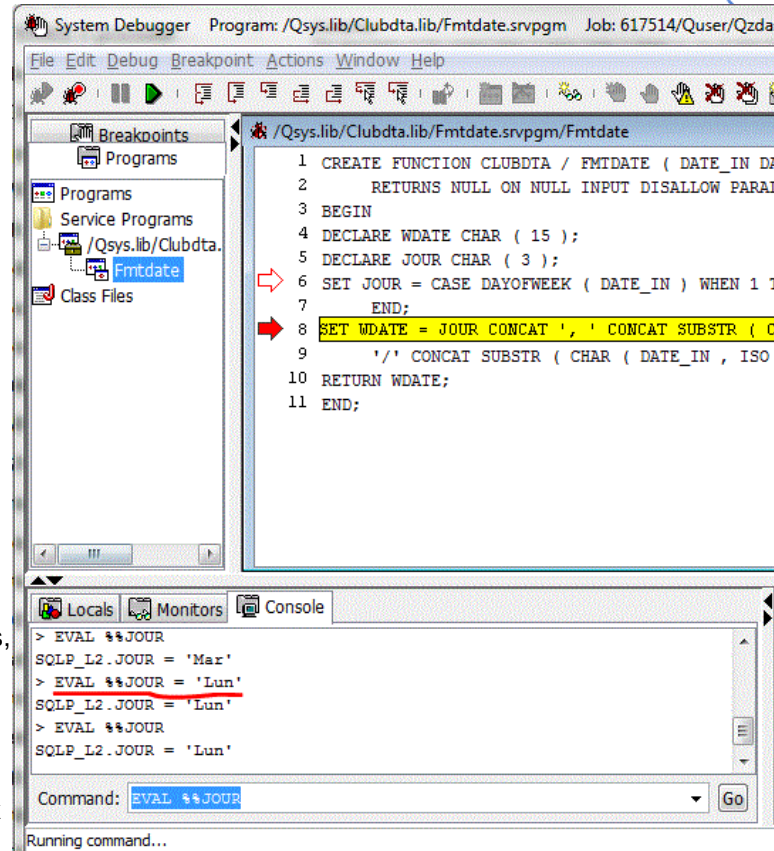 System Debugger Program: /Qsys.lib/Clubdta.lib/Fmtdate.srvpgm Job: 617514/Quser/Qzda
File Edit Debug Breakpoint Actions Window Help
Breakpoints
Programs
Programs
Service Programs
/Qsys.lib/Clubdta.
Fmtdate
Class Files
/Qsys.lib/Clubdta.lib/Fmtdate.srvpgm/Fmtdate
1 CREATE FUNCTION CLUBDTA / FMTDATE ( DATE_IN DA
2 RETURNS NULL ON NULL INPUT DISALLOW PARAL
3 BEGIN
4 DECLARE WDATE CHAR ( 15 );
5 DECLARE JOUR CHAR ( 3 );
6 SET JOUR = CASE DAYOFWEEK ( DATE_IN ) WHEN 1 T
7 END;
8 SET WDATE = JOUR CONCAT ', ' CONCAT SUBSTR ( C
9 '/' CONCAT SUBSTR ( CHAR ( DATE_IN , ISO
10 RETURN WDATE;
11 END;
Locals Monitors Console
> EVAL %%JOUR
SQLP_L2.JOUR = 'Mar'
> EVAL %%JOUR = 'Lun'
SQLP_L2.JOUR = 'Lun'
> EVAL %%JOUR
SQLP_L2.JOUR = 'Lun'
Command: EVAL %%JOUR Go
Running command...